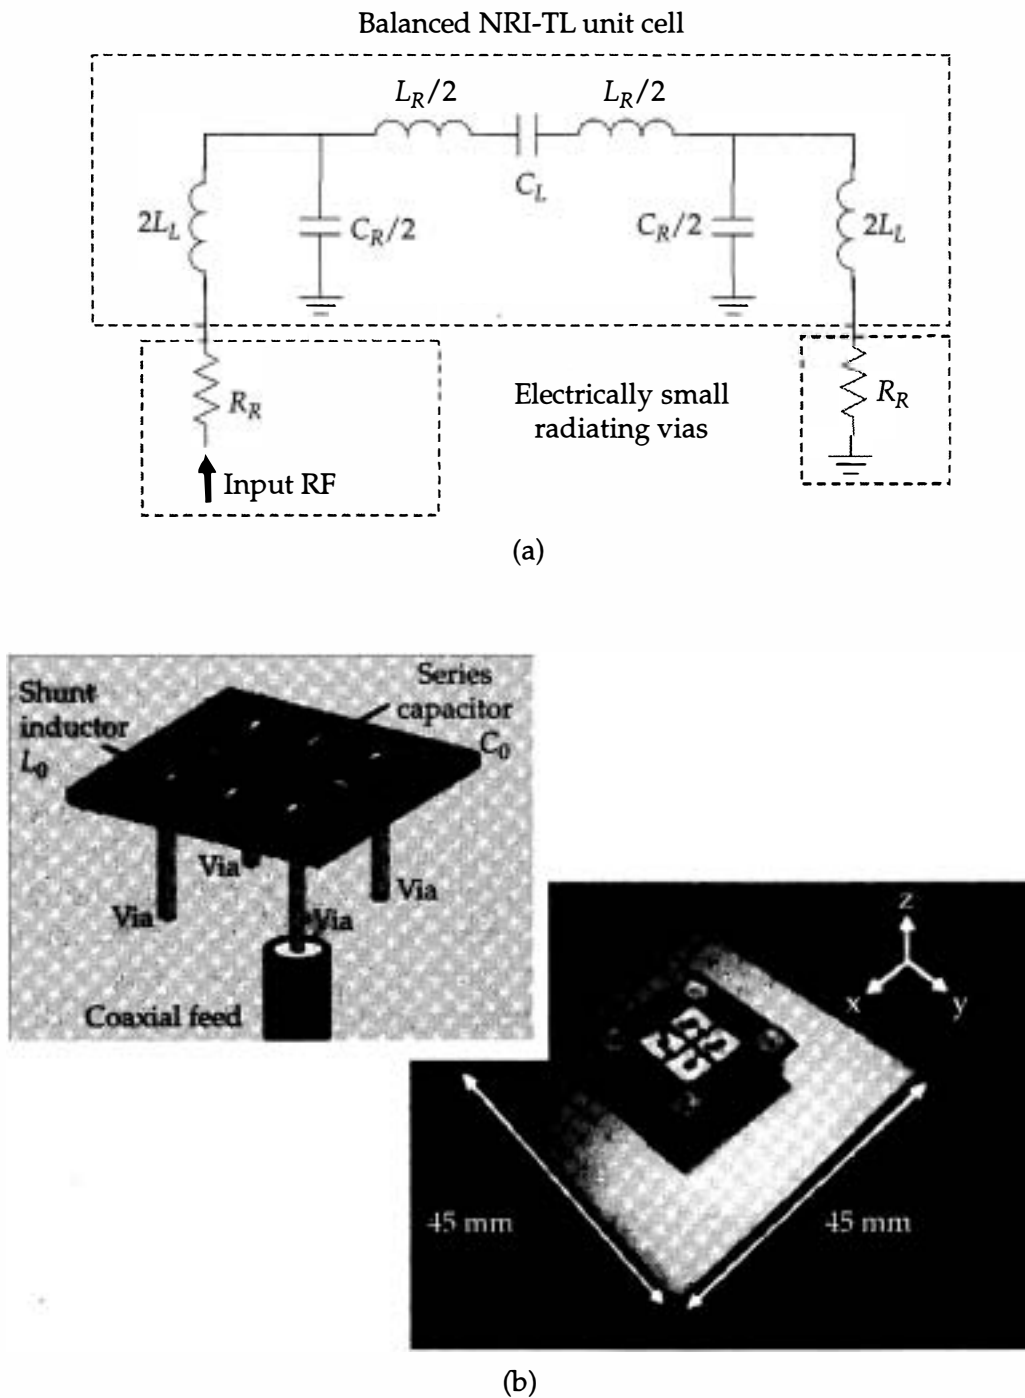 Balanced NRI-TL unit cell
L_R/2
L_R/2
C_L
2L_L
C_R/2
C_R/2
2L_L
R_R
Input RF
Electrically small
radiating vias
R_R
(a)
Shunt
inductor
L_0
Series
capacitor
C_0
Via
Via
Via
Via
Coaxial feed
z
x
y
45 mm
45 mm
(b)